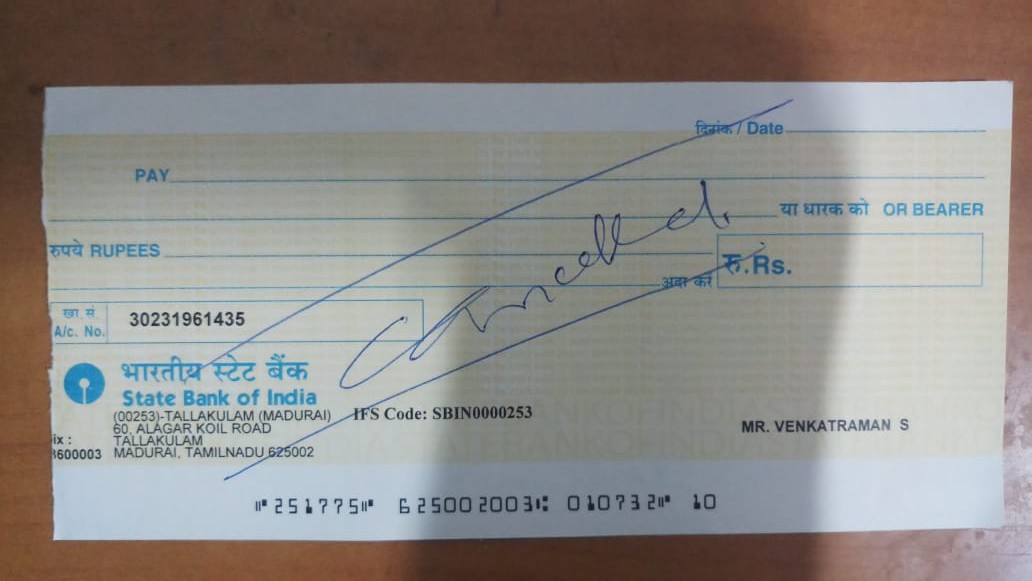 दिनांक / Date
PAY
या धारक को OR BEARER
रुपये RUPEES
अदा करें
रु.Rs.
Cancelled.
खा. सं.
A/c. No.
30231961435
भारतीय स्टेट बैंक
State Bank of India
(00253)-TALLAKULAM (MADURAI)
IFS Code: SBIN0000253
60, ALAGAR KOIL ROAD
ix : TALLAKULAM
600003 MADURAI, TAMILNADU 625002
MR. VENKATRAMAN S
⑈251775⑈ 625002003⑆ 010732⑈ 10